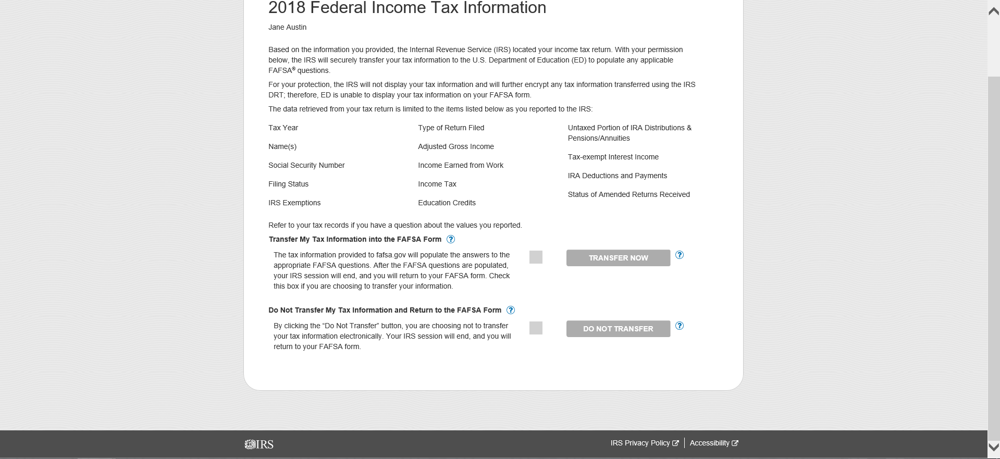 2018 Federal Income Tax Information
Jane Austin
Based on the information you provided, the Internal Revenue Service (IRS) located your income tax return. With your permission
below, the IRS will securely transfer your tax information to the U.S. Department of Education (ED) to populate any applicable
FAFSA® questions.
For your protection, the IRS will not display your tax information and will further encrypt any tax information transferred using the IRS
DRT; therefore, ED is unable to display your tax information on your FAFSA form.
The data retrieved from your tax return is limited to the items listed below as you reported to the IRS:
Tax Year
Name(s)
Social Security Number
Filing Status
IRS Exemptions
Type of Return Filed
Adjusted Gross Income
Income Earned from Work
Income Tax
Education Credits
Untaxed Portion of IRA Distributions &
Pensions/Annuities
Tax-exempt Interest Income
IRA Deductions and Payments
Status of Amended Returns Received
Refer to your tax records if you have a question about the values you reported.
Transfer My Tax Information into the FAFSA Form ?
The tax information provided to fafsa.gov will populate the answers to the
appropriate FAFSA questions. After the FAFSA questions are populated,
your IRS session will end, and you will return to your FAFSA form. Check
this box if you are choosing to transfer your information.
TRANSFER NOW ?
Do Not Transfer My Tax Information and Return to the FAFSA Form ?
By clicking the “Do Not Transfer” button, you are choosing not to transfer
your tax information electronically. Your IRS session will end, and you will
return to your FAFSA form.
DO NOT TRANSFER ?
IRS
IRS Privacy Policy | Accessibility